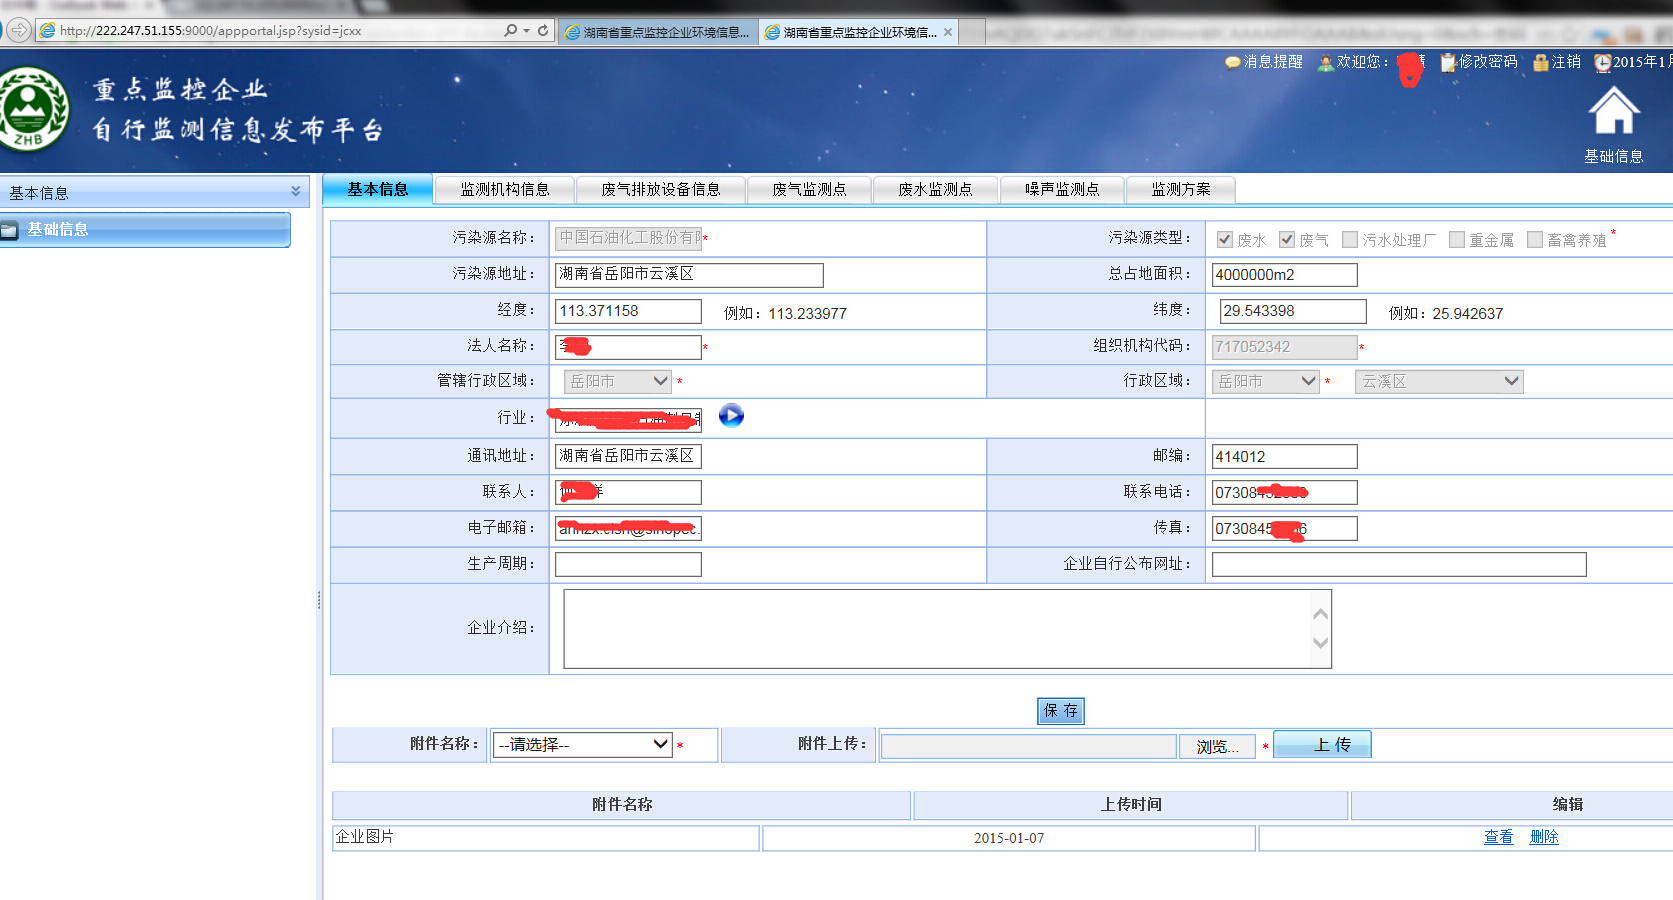 http://222.247.51.155:9000/appportal.jsp?sysid=jcxx
湖南省重点监控企业环境信息...
湖南省重点监控企业环境信...
消息提醒 欢迎您： 修改密码 注销 2015年1月
ZHB
重点监控企业
自行监测信息发布平台
基础信息
基本信息
基础信息
基本信息 监测机构信息 废气排放设备信息 废气监测点 废水监测点 噪声监测点 监测方案
污染源名称： 中国石油化工股份有限 * 污染源类型： 废水 废气 污水处理厂 重金属 畜禽养殖 *
污染源地址： 湖南省岳阳市云溪区 总占地面积： 4000000m2
经度： 113.371158 例如：113.233977 纬度： 29.543398 例如：25.942637
法人名称： * 组织机构代码： 717052342 *
管辖行政区域： 岳阳市 * 行政区域： 岳阳市 * 云溪区
行业：
通讯地址： 湖南省岳阳市云溪区 邮编： 414012
联系人： 联系电话： 07308
电子邮箱： 传真： 0730845
生产周期： 企业自行公布网址：
企业介绍：
保 存
附件名称： --请选择-- * 附件上传： 浏览... * 上 传
附件名称 上传时间 编辑
企业图片 2015-01-07 查看 删除